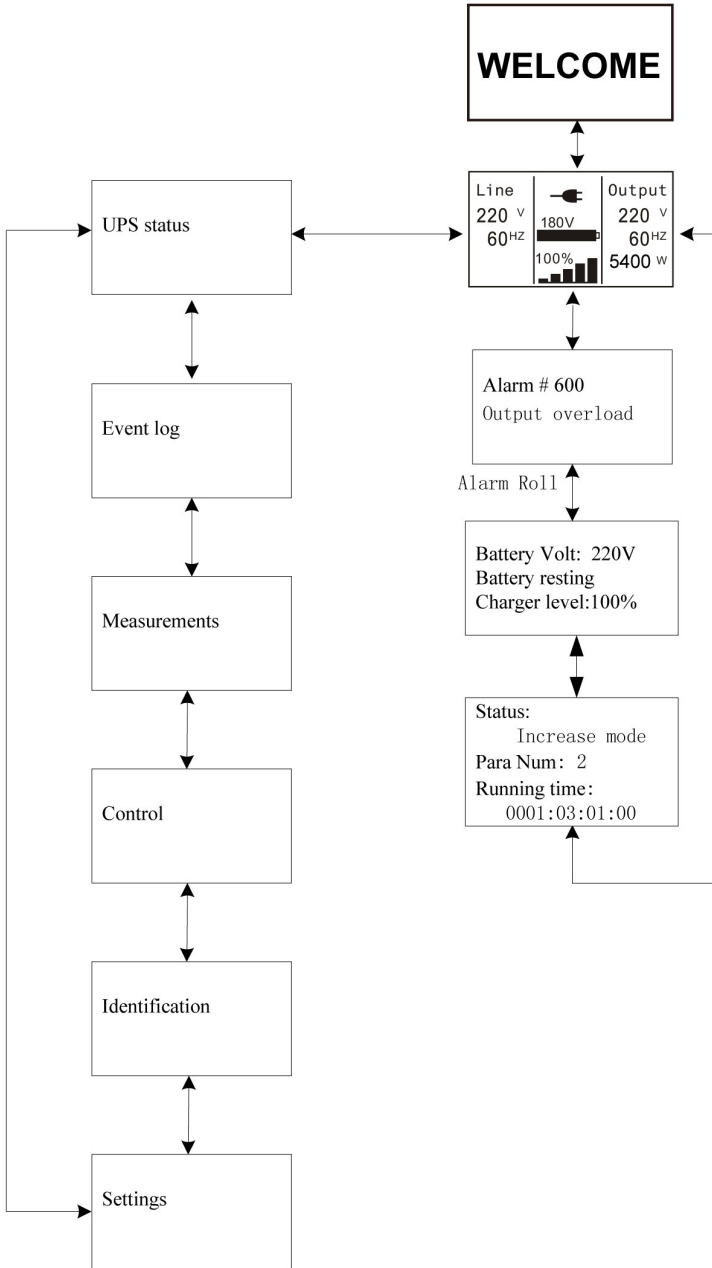 WELCOME
Line
220 V
60HZ
180V
100%
Output
220 V
60HZ
5400 W
UPS status
Event log
Measurements
Control
Identification
Settings
Alarm # 600
Output overload
Alarm Roll
Battery Volt: 220V
Battery resting
Charger level:100%
Status:
Increase mode
Para Num: 2
Running time:
0001:03:01:00